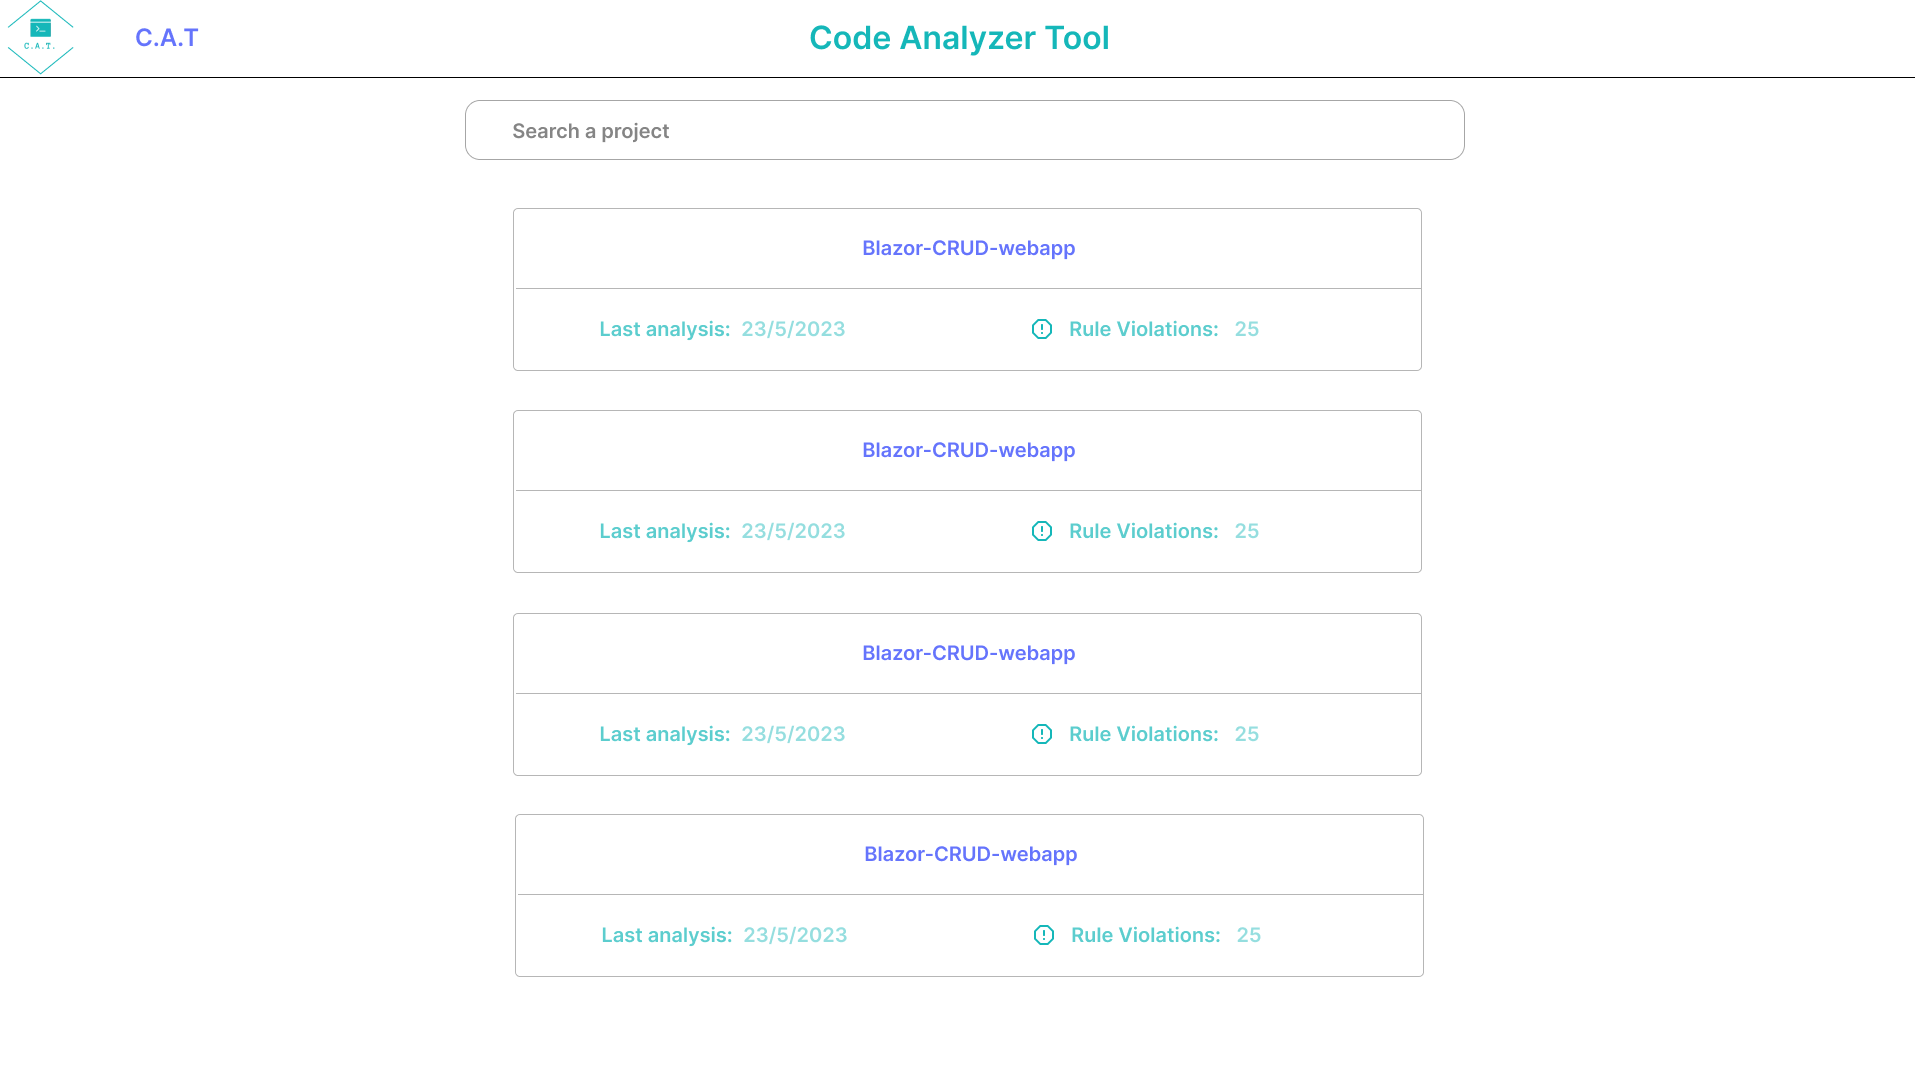 C.A.T.
C.A.T
Code Analyzer Tool
Search a project
Blazor-CRUD-webapp
Last analysis: 23/5/2023 Rule Violations: 25
Blazor-CRUD-webapp
Last analysis: 23/5/2023 Rule Violations: 25
Blazor-CRUD-webapp
Last analysis: 23/5/2023 Rule Violations: 25
Blazor-CRUD-webapp
Last analysis: 23/5/2023 Rule Violations: 25